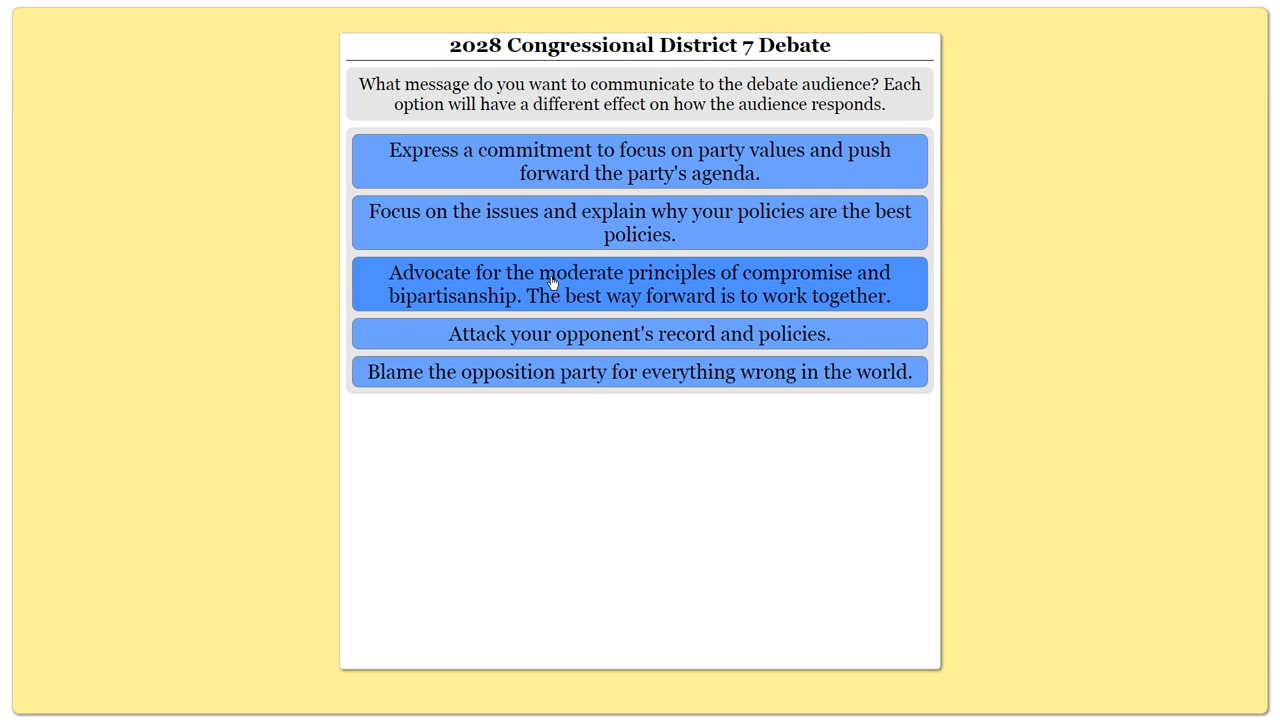 2028 Congressional District 7 Debate
What message do you want to communicate to the debate audience? Each
option will have a different effect on how the audience responds.
Express a commitment to focus on party values and push
forward the party's agenda.
Focus on the issues and explain why your policies are the best
policies.
Advocate for the moderate principles of compromise and
bipartisanship. The best way forward is to work together.
Attack your opponent's record and policies.
Blame the opposition party for everything wrong in the world.